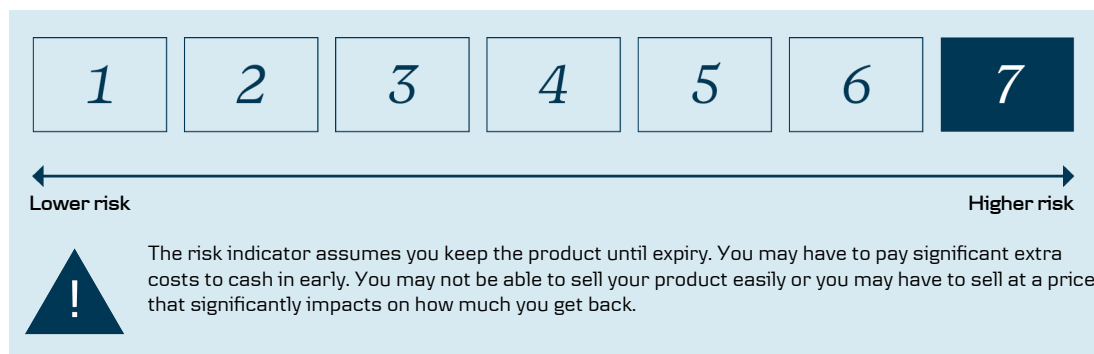 1 2 3 4 5 6 7
Lower risk Higher risk
The risk indicator assumes you keep the product until expiry. You may have to pay significant extra
costs to cash in early. You may not be able to sell your product easily or you may have to sell at a price
that significantly impacts on how much you get back.
!